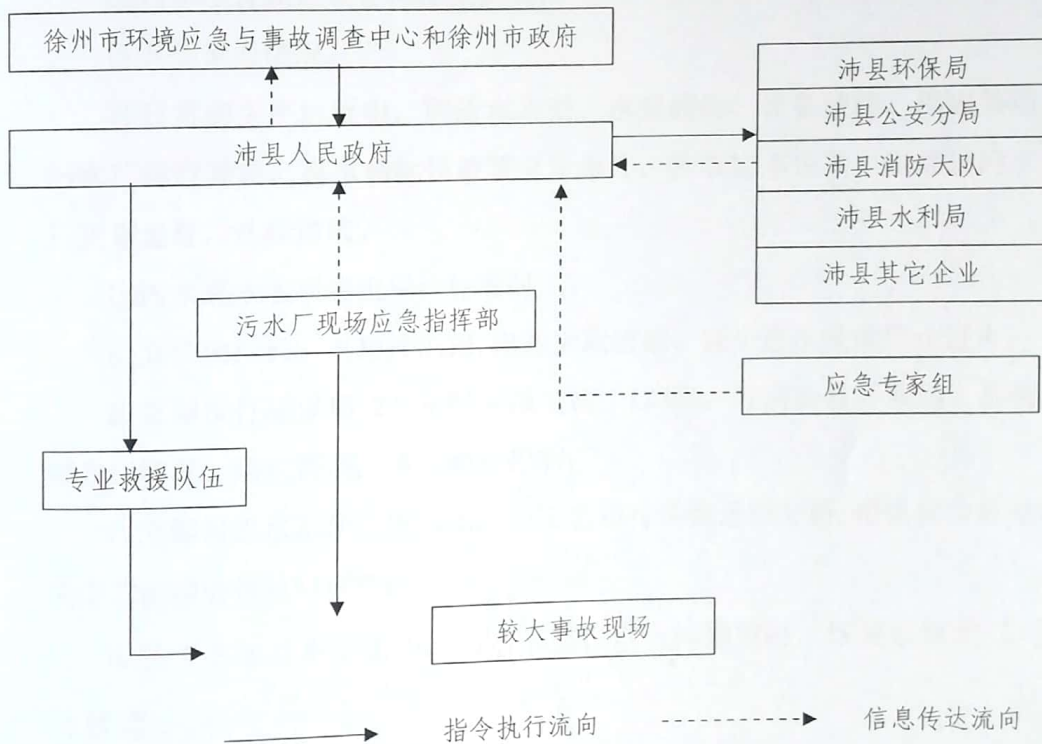 徐州市环境应急与事故调查中心和徐州市政府
沛县人民政府
沛县环保局
沛县公安分局
沛县消防大队
沛县水利局
沛县其它企业
污水厂现场应急指挥部
应急专家组
专业救援队伍
较大事故现场
指令执行流向
信息传达流向